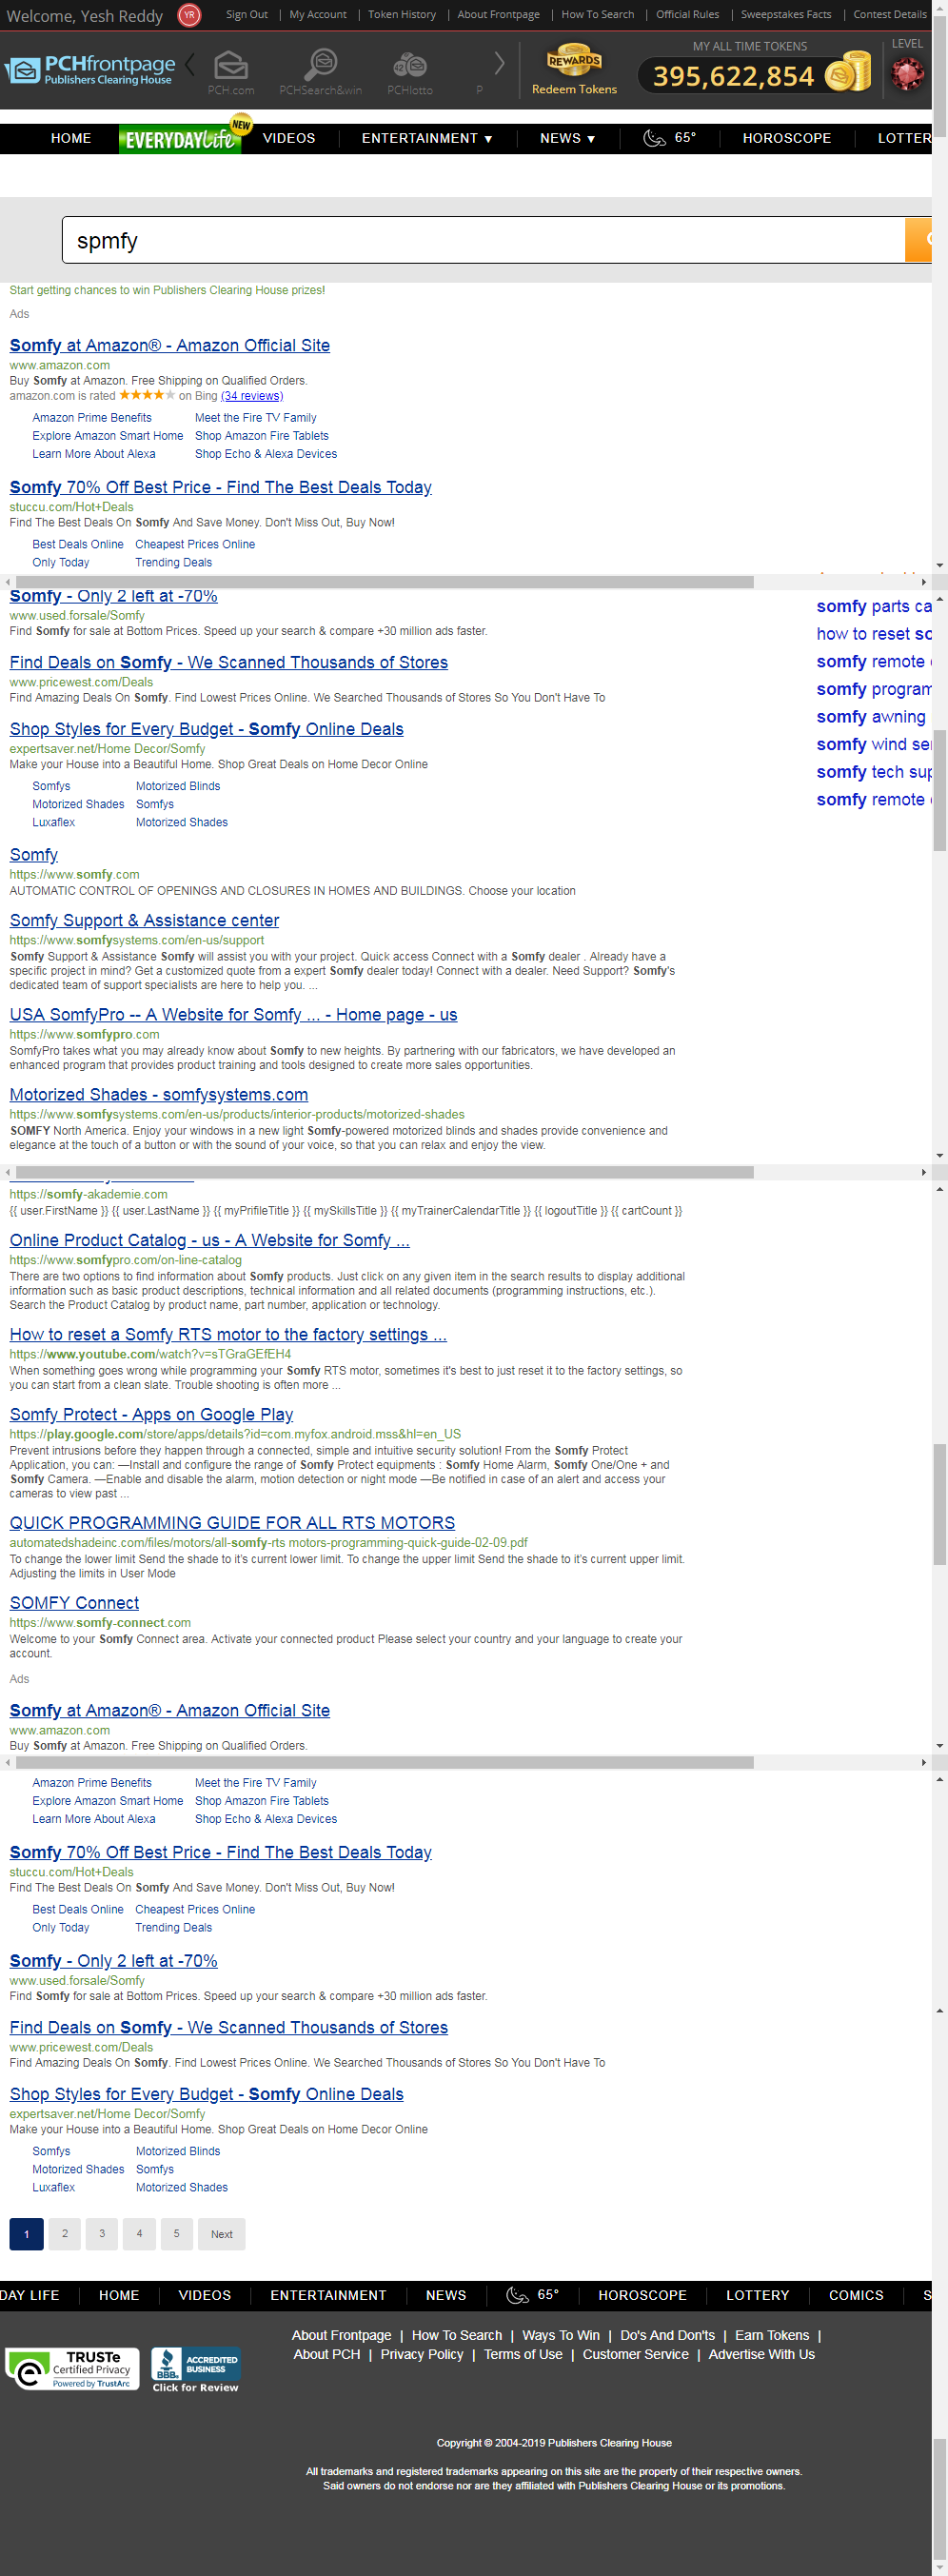 Welcome, Yesh Reddy YR Sign Out | My Account | Token History | About Frontpage | How To Search | Official Rules | Sweepstakes Facts | Contest Details
PCHfrontpage
Publishers Clearing House
PCH.com PCHSearch&win PCHlotto P
REWARDS
Redeem Tokens
MY ALL TIME TOKENS
395,622,854
LEVEL
HOME EVERYDAYLife NEW VIDEOS ENTERTAINMENT ▼ NEWS ▼ 65° HOROSCOPE LOTTER
spmfy
Start getting chances to win Publishers Clearing House prizes!
Ads
Somfy at Amazon® - Amazon Official Site
www.amazon.com
Buy Somfy at Amazon. Free Shipping on Qualified Orders.
amazon.com is rated ★★★★★ on Bing (34 reviews)
Amazon Prime Benefits Meet the Fire TV Family
Explore Amazon Smart Home Shop Amazon Fire Tablets
Learn More About Alexa Shop Echo & Alexa Devices
Somfy 70% Off Best Price - Find The Best Deals Today
stuccu.com/Hot+Deals
Find The Best Deals On Somfy And Save Money. Don't Miss Out, Buy Now!
Best Deals Online Cheapest Prices Online
Only Today Trending Deals
Somfy - Only 2 left at -70%
www.used.forsale/Somfy
Find Somfy for sale at Bottom Prices. Speed up your search & compare +30 million ads faster.
Find Deals on Somfy - We Scanned Thousands of Stores
www.pricewest.com/Deals
Find Amazing Deals On Somfy. Find Lowest Prices Online. We Searched Thousands of Stores So You Don't Have To
Shop Styles for Every Budget - Somfy Online Deals
expertsaver.net/Home Decor/Somfy
Make your House into a Beautiful Home. Shop Great Deals on Home Decor Online
Somfys Motorized Blinds
Motorized Shades Somfys
Luxaflex Motorized Shades
somfy parts ca
how to reset so
somfy remote
somfy program
somfy awning
somfy wind se
somfy tech sup
somfy remote
Somfy
https://www.somfy.com
AUTOMATIC CONTROL OF OPENINGS AND CLOSURES IN HOMES AND BUILDINGS. Choose your location
Somfy Support & Assistance center
https://www.somfysystems.com/en-us/support
Somfy Support & Assistance Somfy will assist you with your project. Quick access Connect with a Somfy dealer . Already have a
specific project in mind? Get a customized quote from a expert Somfy dealer today! Connect with a dealer. Need Support? Somfy's
dedicated team of support specialists are here to help you. ...
USA SomfyPro -- A Website for Somfy ... - Home page - us
https://www.somfypro.com
SomfyPro takes what you may already know about Somfy to new heights. By partnering with our fabricators, we have developed an
enhanced program that provides product training and tools designed to create more sales opportunities.
Motorized Shades - somfysystems.com
https://www.somfysystems.com/en-us/products/interior-products/motorized-shades
SOMFY North America. Enjoy your windows in a new light Somfy-powered motorized blinds and shades provide convenience and
elegance at the touch of a button or with the sound of your voice, so that you can relax and enjoy the view.
https://somfy-akademie.com
{{ user.FirstName }} {{ user.LastName }} {{ myPrifileTitle }} {{ mySkillsTitle }} {{ myTrainerCalendarTitle }} {{ logoutTitle }} {{ cartCount }}
Online Product Catalog - us - A Website for Somfy ...
https://www.somfypro.com/on-line-catalog
There are two options to find information about Somfy products. Just click on any given item in the search results to display additional
information such as basic product descriptions, technical information and all related documents (programming instructions, etc.).
Search the Product Catalog by product name, part number, application or technology.
How to reset a Somfy RTS motor to the factory settings ...
https://www.youtube.com/watch?v=sTGraGEfEH4
When something goes wrong while programming your Somfy RTS motor, sometimes it's best to just reset it to the factory settings, so
you can start from a clean slate. Trouble shooting is often more ...
Somfy Protect - Apps on Google Play
https://play.google.com/store/apps/details?id=com.myfox.android.mss&hl=en_US
Prevent intrusions before they happen through a connected, simple and intuitive security solution! From the Somfy Protect
Application, you can: —Install and configure the range of Somfy Protect equipments : Somfy Home Alarm, Somfy One/One + and
Somfy Camera. —Enable and disable the alarm, motion detection or night mode —Be notified in case of an alert and access your
cameras to view past ...
QUICK PROGRAMMING GUIDE FOR ALL RTS MOTORS
automatedshadeinc.com/files/motors/all-somfy-rts motors-programming-quick-guide-02-09.pdf
To change the lower limit Send the shade to it's current lower limit. To change the upper limit Send the shade to it's current upper limit.
Adjusting the limits in User Mode
SOMFY Connect
https://www.somfy-connect.com
Welcome to your Somfy Connect area. Activate your connected product Please select your country and your language to create your
account.
Ads
Somfy at Amazon® - Amazon Official Site
www.amazon.com
Buy Somfy at Amazon. Free Shipping on Qualified Orders.
Amazon Prime Benefits Meet the Fire TV Family
Explore Amazon Smart Home Shop Amazon Fire Tablets
Learn More About Alexa Shop Echo & Alexa Devices
Somfy 70% Off Best Price - Find The Best Deals Today
stuccu.com/Hot+Deals
Find The Best Deals On Somfy And Save Money. Don't Miss Out, Buy Now!
Best Deals Online Cheapest Prices Online
Only Today Trending Deals
Somfy - Only 2 left at -70%
www.used.forsale/Somfy
Find Somfy for sale at Bottom Prices. Speed up your search & compare +30 million ads faster.
Find Deals on Somfy - We Scanned Thousands of Stores
www.pricewest.com/Deals
Find Amazing Deals On Somfy. Find Lowest Prices Online. We Searched Thousands of Stores So You Don't Have To
Shop Styles for Every Budget - Somfy Online Deals
expertsaver.net/Home Decor/Somfy
Make your House into a Beautiful Home. Shop Great Deals on Home Decor Online
Somfys Motorized Blinds
Motorized Shades Somfys
Luxaflex Motorized Shades
1 2 3 4 5 Next
DAY LIFE HOME VIDEOS ENTERTAINMENT NEWS 65° HOROSCOPE LOTTERY COMICS S
About Frontpage | How To Search | Ways To Win | Do's And Don'ts | Earn Tokens |
About PCH | Privacy Policy | Terms of Use | Customer Service | Advertise With Us
TRUSTe
Certified Privacy
Powered by TrustArc
BBB. ACCREDITED BUSINESS
Click for Review
Copyright © 2004-2019 Publishers Clearing House
All trademarks and registered trademarks appearing on this site are the property of their respective owners.
Said owners do not endorse nor are they affiliated with Publishers Clearing House or its promotions.